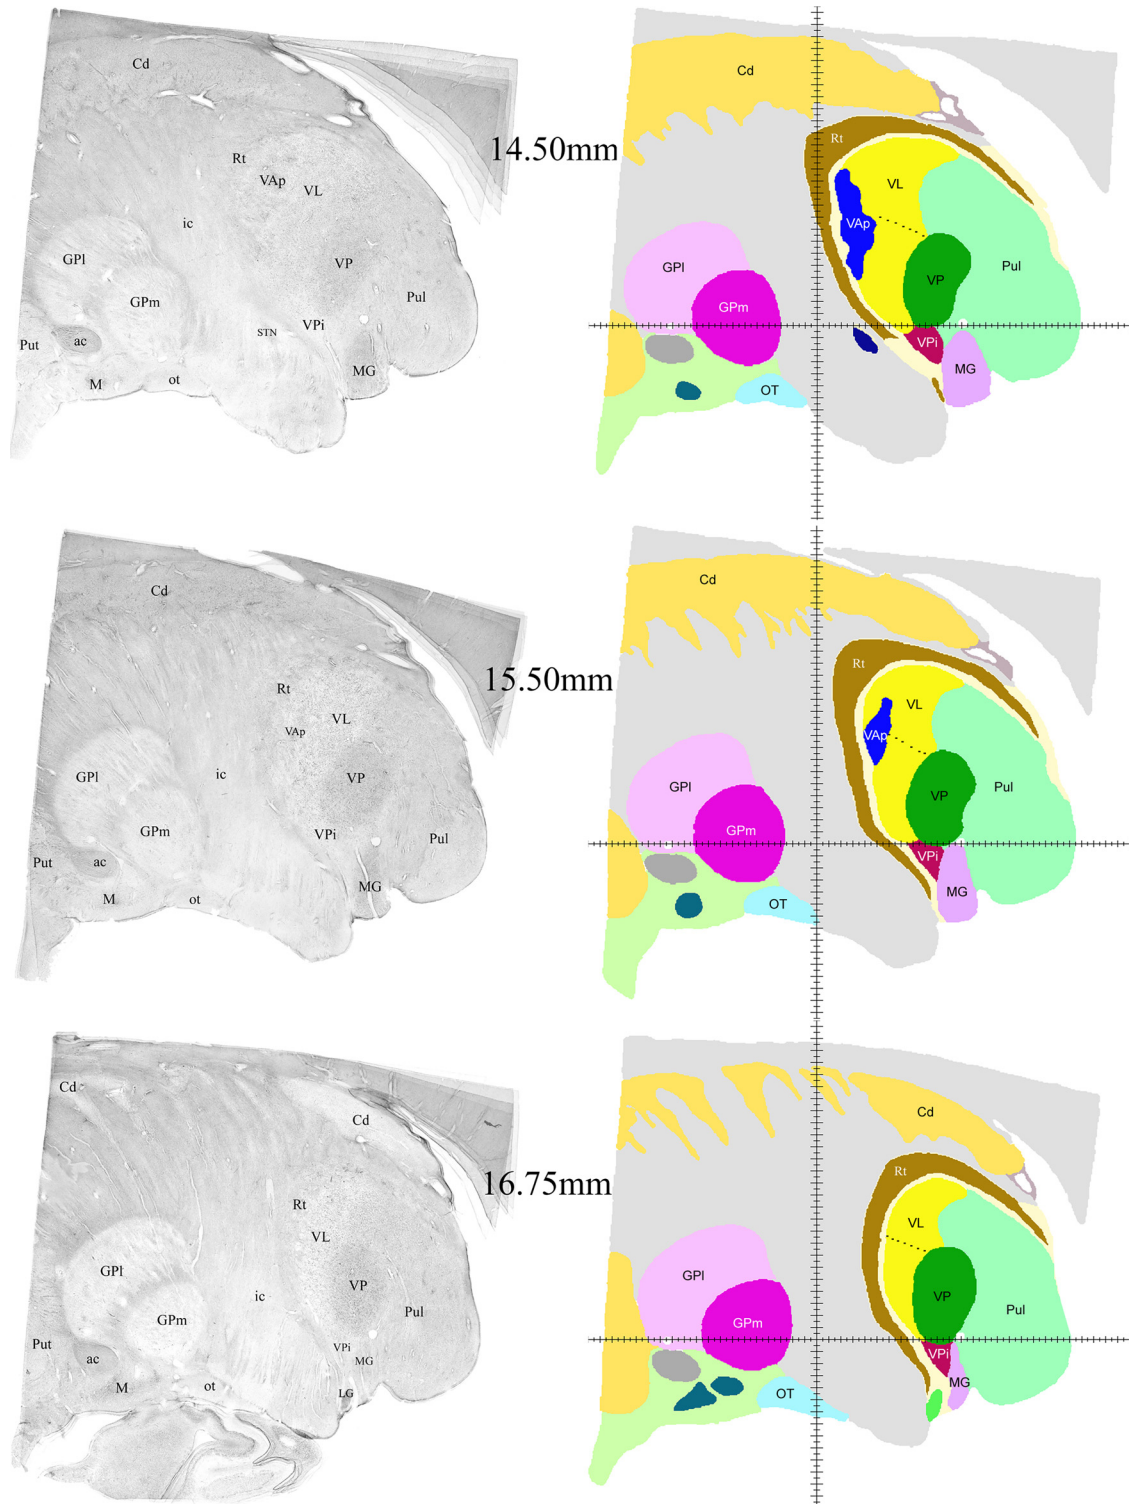 Cd
Rt
VAp
VL
ic
GPl
VP
GPm
Pul
STN
VPi
Put
ac
MG
M
ot
14.50mm
Cd
Rt
VL
VAp
GPl
VP
Pul
GPm
VPi
MG
OT
Cd
Rt
VL
VAp
ic
GPl
VP
GPm
VPi
Pul
Put
ac
MG
M
ot
15.50mm
Cd
Rt
VL
VAp
GPl
Pul
VP
GPm
VPi
MG
OT
Cd
Cd
Rt
VL
GPl
VP
ic
GPm
Pul
Put
VPi
ac
MG
M
ot
LG
16.75mm
Cd
Rt
VL
GPl
VP
Pul
GPm
VPi
MG
OT